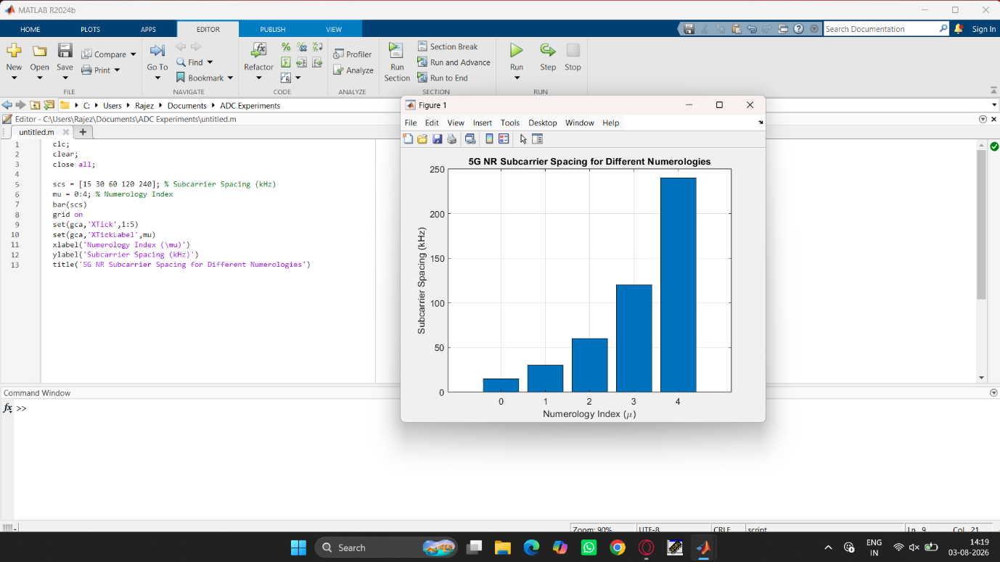 MATLAB R2024b
HOME PLOTS APPS EDITOR PUBLISH VIEW
Search Documentation
Sign In
New
Open
Save
Compare
Print
FILE
Go To
Find
Bookmark
NAVIGATE
Refactor
CODE
Profiler
Analyze
ANALYZE
Run Section
Section Break
Run and Advance
Run to End
SECTION
Run
Step
Stop
RUN
C: Users Rajez Documents ADC Experiments
Editor - C:\Users\Rajez\Documents\ADC Experiments\untitled.m
untitled.m
1 clc;
2 clear;
3 close all;
4
5 scs = [15 30 60 120 240]; % Subcarrier Spacing (kHz)
6 mu = 0:4; % Numerology Index
7 bar(scs)
8 grid on
9 set(gca,'XTick',1:5)
10 set(gca,'XTickLabel',mu)
11 xlabel('Numerology Index (\mu)')
12 ylabel('Subcarrier Spacing (kHz)')
13 title('5G NR Subcarrier Spacing for Different Numerologies')
Figure 1
File Edit View Insert Tools Desktop Window Help
5G NR Subcarrier Spacing for Different Numerologies
250
200
150
100
50
0
Subcarrier Spacing (kHz)
0 1 2 3 4
Numerology Index (μ)
Command Window
fx >>
Zoom: 90% UTF-8 CRLF script Ln 9 Col 21
Search
ENG
IN
14:19
03-08-2026